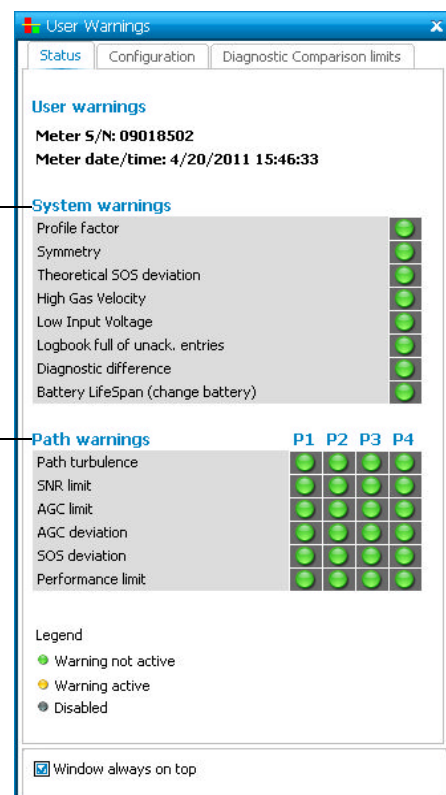 User Warnings
Status Configuration Diagnostic Comparison limits
User warnings
Meter S/N: 09018502
Meter date/time: 4/20/2011 15:46:33
System warnings
Profile factor
Symmetry
Theoretical SOS deviation
High Gas Velocity
Low Input Voltage
Logbook full of unack. entries
Diagnostic difference
Battery LifeSpan (change battery)
Path warnings P1 P2 P3 P4
Path turbulence
SNR limit
AGC limit
AGC deviation
SOS deviation
Performance limit
Legend
Warning not active
Warning active
Disabled
Window always on top